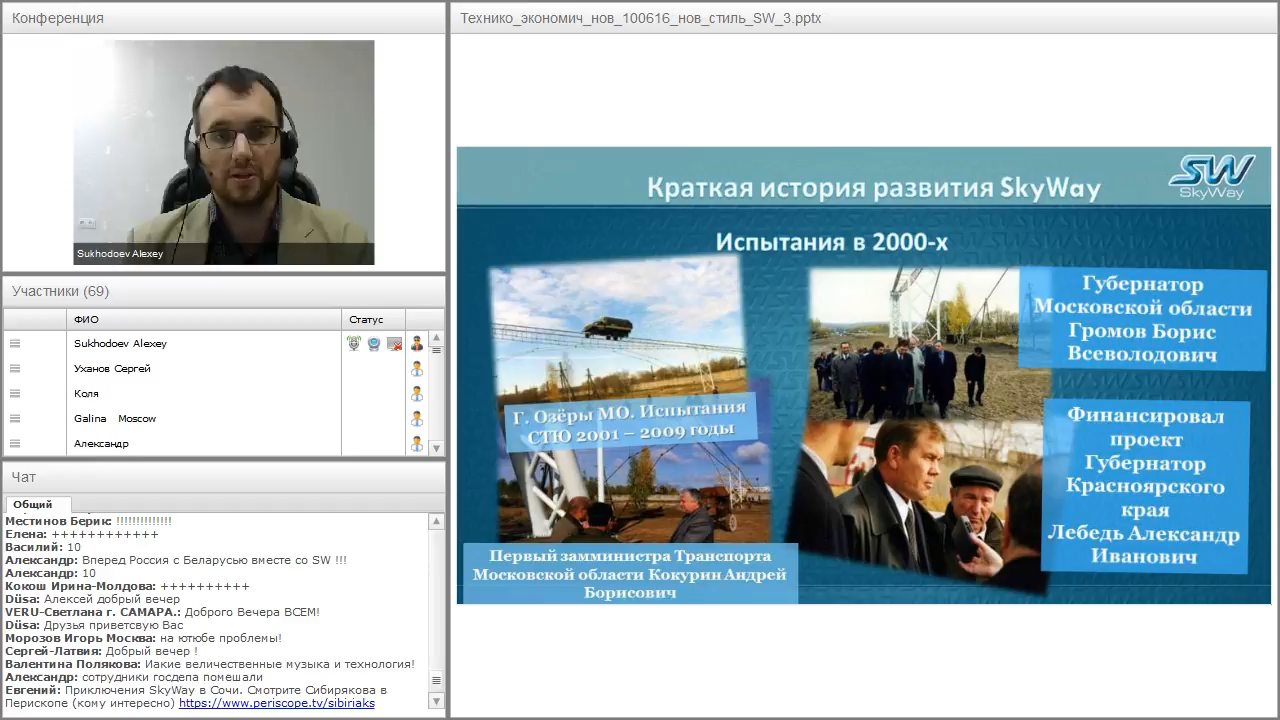 Конференция
Sukhodoev Alexey
Участники (69)
ФИО
Статус
Sukhodoev Alexey
Уханов Сергей
Коля
Galina Moscow
Александр
Чат
Общий
Местинов Берик: !!!!!!!!!!!!!!
Елена: ++++++++++++
Василий: 10
Александр: Вперед Россия с Беларусью вместе со SW !!!
Александр: 10
Кокош Ирина-Молдова: ++++++++++
Düsa: Алексей добрый вечер
VERU-Светлана г. САМАРА.: Доброго Вечера ВСЕМ!
Düsa: Друзья приветсвую Вас
Морозов Игорь Москва: на ютюбе проблемы!
Сергей-Латвия: Добрый вечер !
Валентина Полякова: Иакие величественные музыка и технология!
Александр: сотрудники госдепа помешали
Евгений: Приключения SkyWay в Сочи. Смотрите Сибирякова в
Перископе (кому интересно) https://www.periscope.tv/sibiriaks
Технико_экономич_нов_100616_нов_стиль_SW_3.pptx
Краткая история развития SkyWay
SW
SkyWay
Испытания в 2000-х
Г. Озёры МО. Испытания
СТЮ 2001 – 2009 годы
Первый замминистра Транспорта
Московской области Кокурин Андрей
Борисович
Губернатор
Московской области
Громов Борис
Всеволодович
Финансировал
проект
Губернатор
Красноярского
края
Лебедь Александр
Иванович